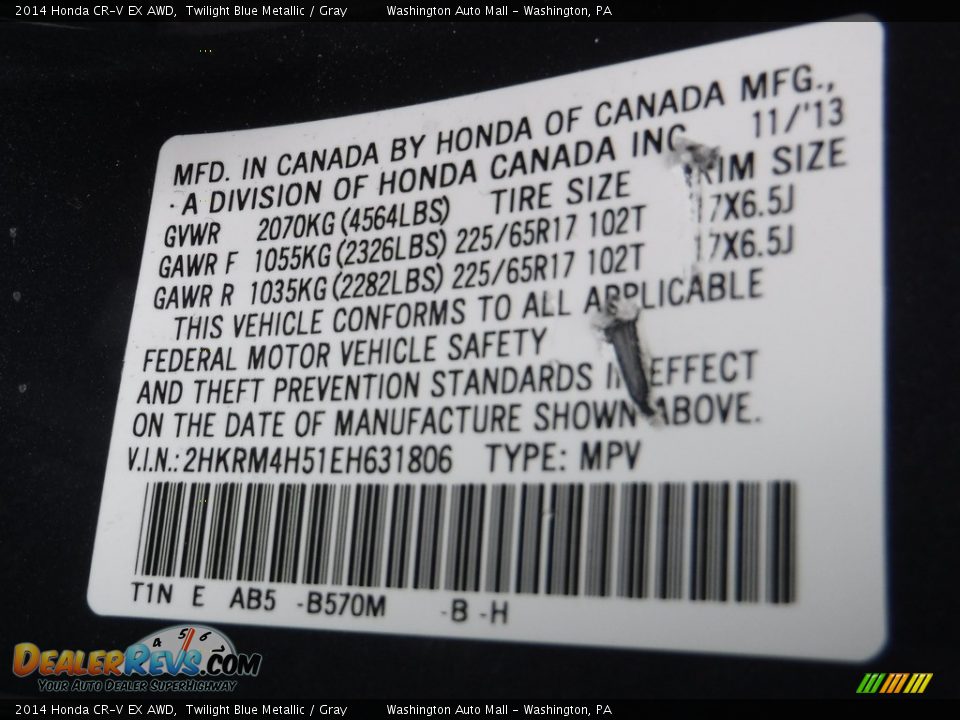 2014 Honda CR-V EX AWD, Twilight Blue Metallic / Gray Washington Auto Mall - Washington, PA
MFD. IN CANADA BY HONDA OF CANADA MFG.,
- A DIVISION OF HONDA CANADA INC 11/'13
GVWR 2070KG (4564LBS) TIRE SIZE RIM SIZE
GAWR F 1055KG (2326LBS) 225/65R17 102T 17X6.5J
GAWR R 1035KG (2282LBS) 225/65R17 102T 17X6.5J
THIS VEHICLE CONFORMS TO ALL APPLICABLE
FEDERAL MOTOR VEHICLE SAFETY
AND THEFT PREVENTION STANDARDS IN EFFECT
ON THE DATE OF MANUFACTURE SHOWN ABOVE.
V.I.N.: 2HKRM4H51EH631806 TYPE: MPV
T1N E AB5 -B570M -B -H
4 5 6
DEALERREVS.COM
YOUR AUTO DEALER SUPERHIGHWAY
2014 Honda CR-V EX AWD, Twilight Blue Metallic / Gray Washington Auto Mall - Washington, PA